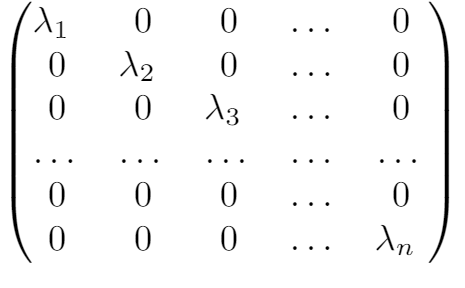 λ₁ 0 0 … 0
0 λ₂ 0 … 0
0 0 λ₃ … 0
… … … … …
0 0 0 … 0
0 0 0 … λₙ